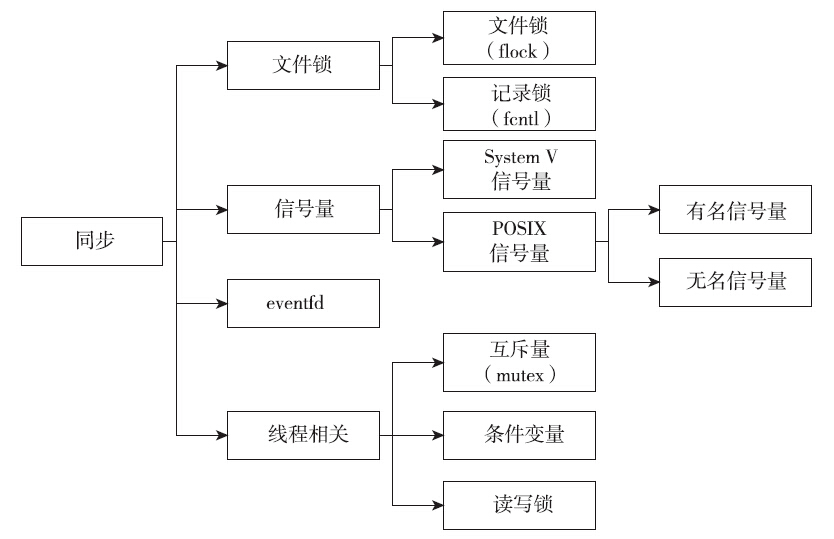 同步
文件锁
文件锁
（flock）
记录锁
（fcntl）
信号量
System V
信号量
POSIX
信号量
有名信号量
无名信号量
eventfd
线程相关
互斥量
（mutex）
条件变量
读写锁